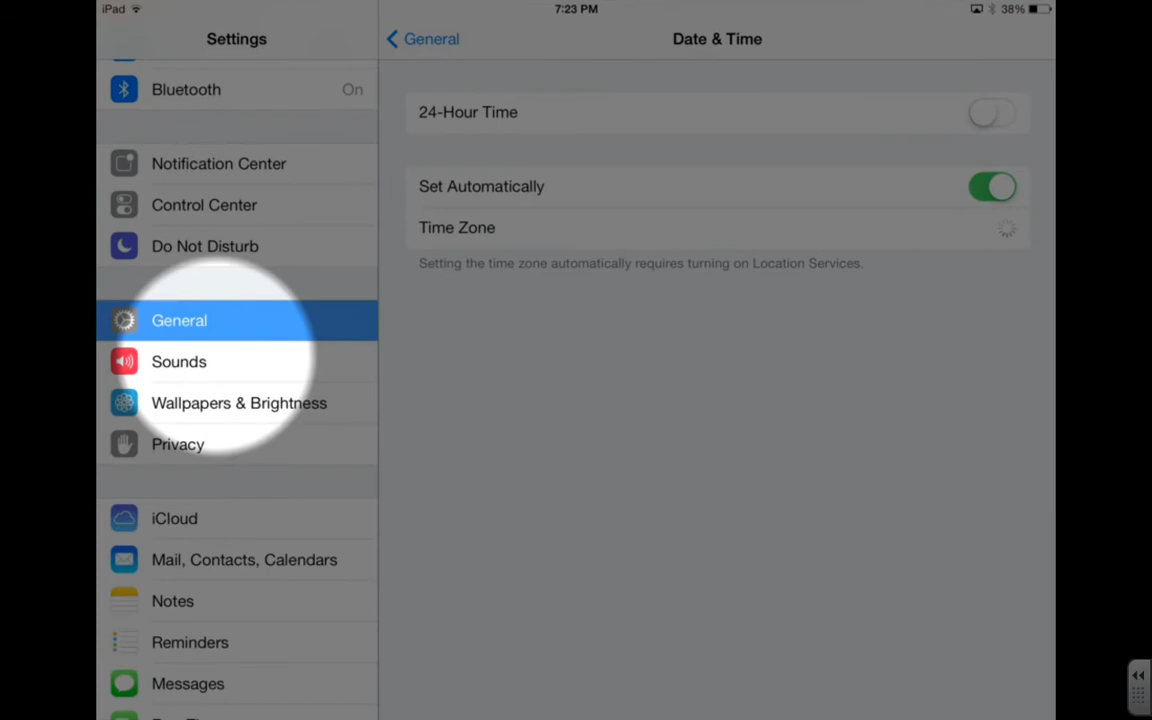 iPad
7:23 PM
38%
Settings
General
Date & Time
Bluetooth
On
Notification Center
Control Center
Do Not Disturb
General
Sounds
Wallpapers & Brightness
Privacy
iCloud
Mail, Contacts, Calendars
Notes
Reminders
Messages
24-Hour Time
Set Automatically
Time Zone
Setting the time zone automatically requires turning on Location Services.